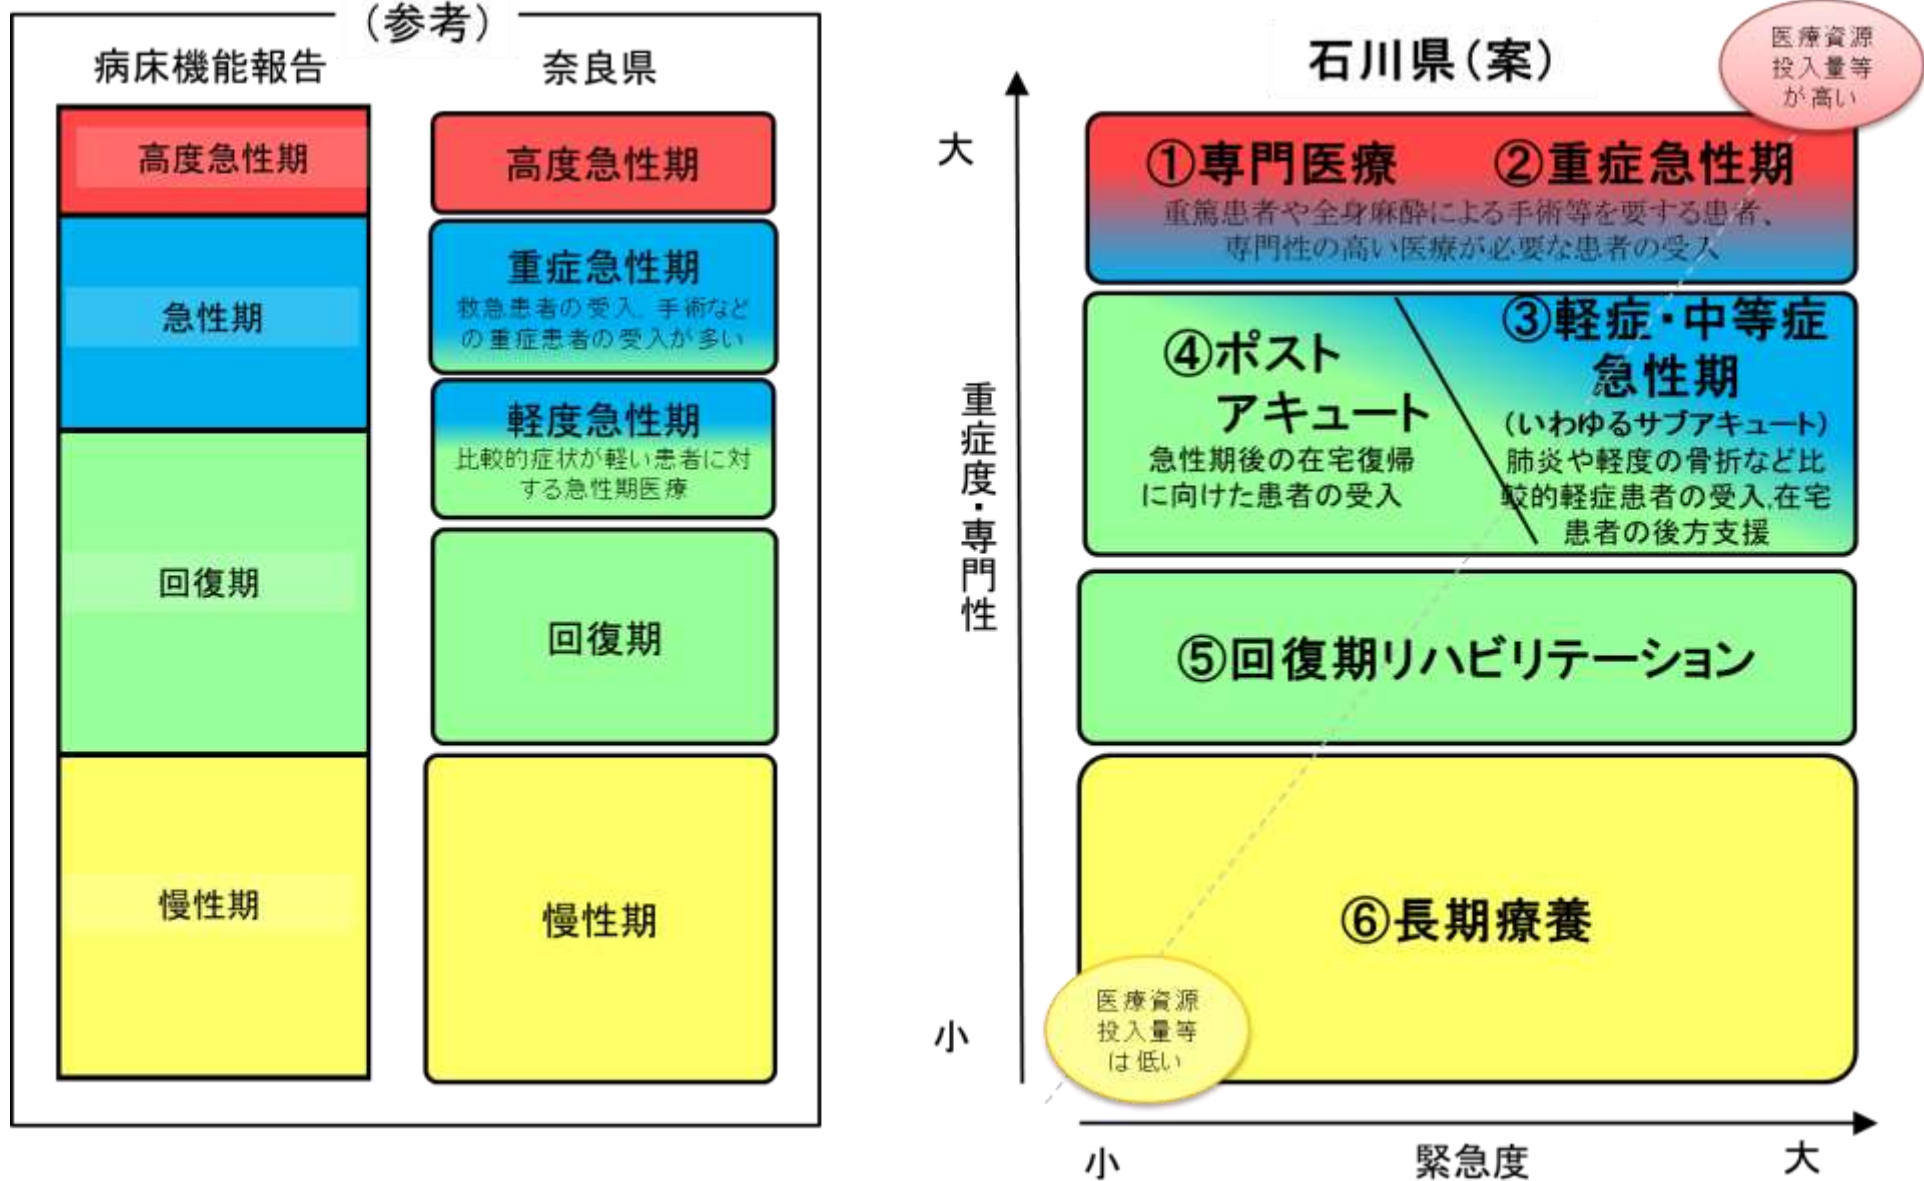 (参考)
病床機能報告
高度急性期
急性期
回復期
慢性期
奈良県
高度急性期
重症急性期
救急患者の受入、手術など
の重症患者の受入が多い
軽度急性期
比較的症状が軽い患者に対
する急性期医療
回復期
慢性期
石川県(案)
医療資源
投入量等
が高い
大
重症度・専門性
小
①専門医療
②重症急性期
重篤患者や全身麻酔による手術等を要する患者、
専門性の高い医療が必要な患者の受入
④ポスト
アキュート
急性期後の在宅復帰
に向けた患者の受入
③軽症・中等症
急性期
(いわゆるサブアキュート)
肺炎や軽度の骨折など比
較的軽症患者の受入、在宅
患者の後方支援
⑤回復期リハビリテーション
⑥長期療養
医療資源
投入量等
は低い
小
緊急度
大